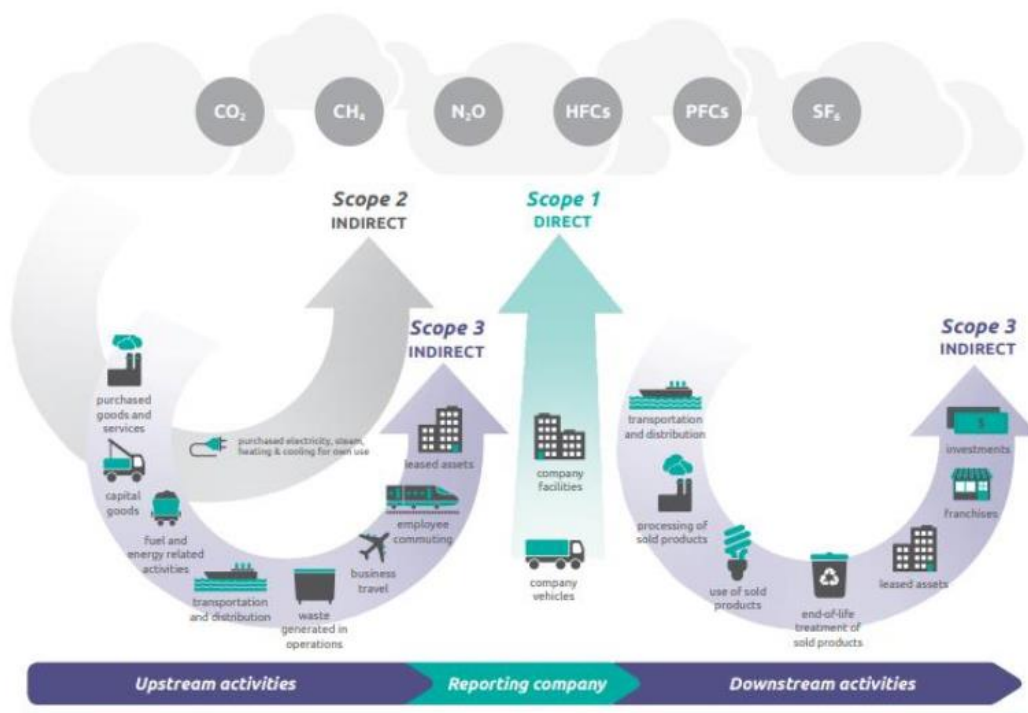 CO₂
CH₄
N₂O
HFCs
PFCs
SF₆
Scope 2
INDIRECT
Scope 1
DIRECT
Scope 3
INDIRECT
Scope 3
INDIRECT
purchased
goods and
services
capital
goods
fuel and
energy related
activities
transportation
and distribution
waste
generated in
operations
business
travel
employee
commuting
leased assets
purchased electricity, steam,
heating & cooling for own use
company
facilities
company
vehicles
transportation
and distribution
processing of
sold products
use of sold
products
end-of-life
treatment of
sold products
leased assets
franchises
$
investments
Upstream activities
Reporting company
Downstream activities